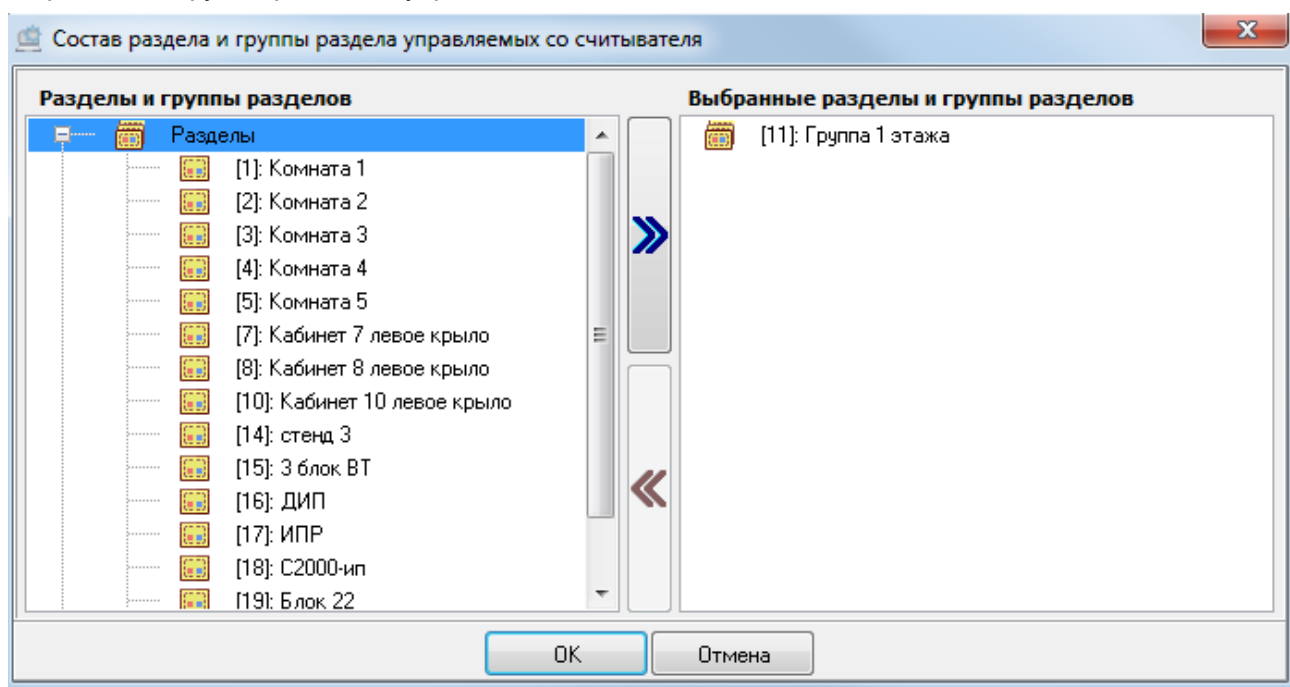 Состав раздела и группы раздела управляемых со считывателя
Разделы и группы разделов
Разделы
[1]: Комната 1
[2]: Комната 2
[3]: Комната 3
[4]: Комната 4
[5]: Комната 5
[7]: Кабинет 7 левое крыло
[8]: Кабинет 8 левое крыло
[10]: Кабинет 10 левое крыло
[14]: стенд 3
[15]: 3 блок ВТ
[16]: ДИП
[17]: ИПР
[18]: С2000-ип
[19]: Блок 22
Выбранные разделы и группы разделов
[11]: Группа 1 этажа
OK
Отмена